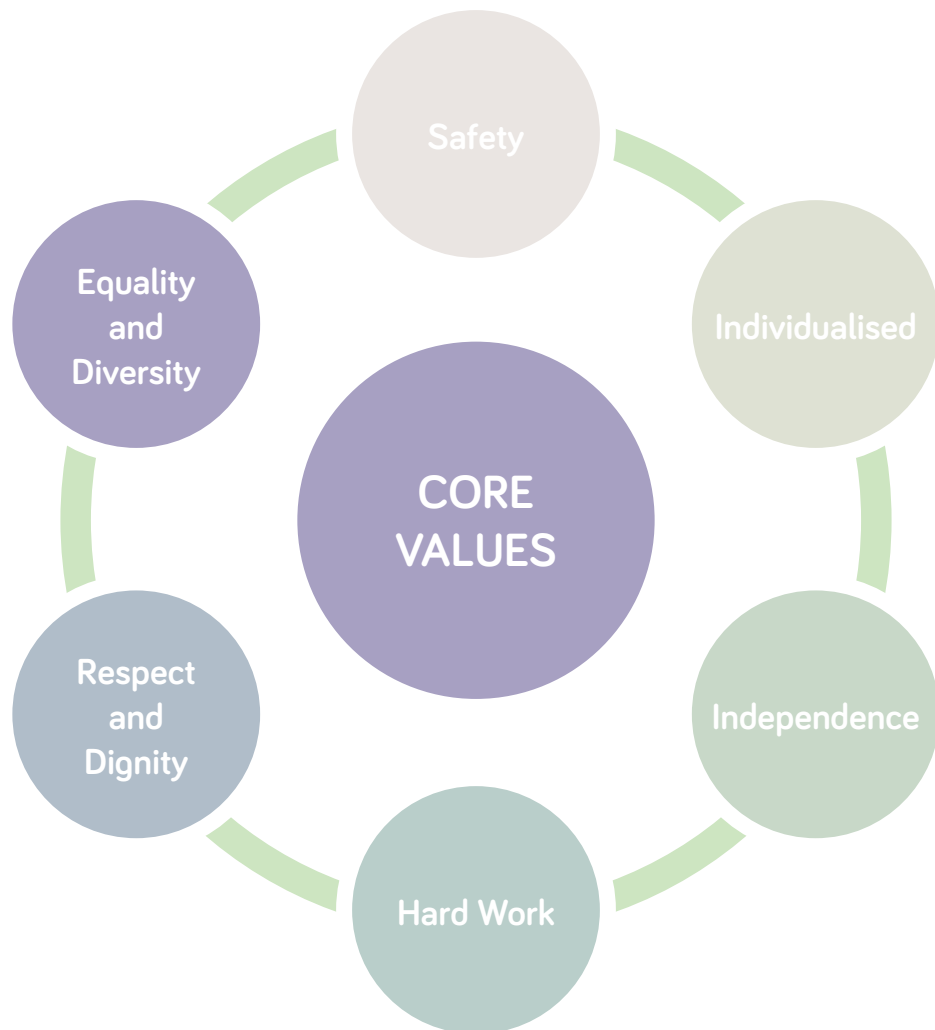 Safety
Equality
and
Diversity
Individualised
CORE
VALUES
Respect
and
Dignity
Independence
Hard Work